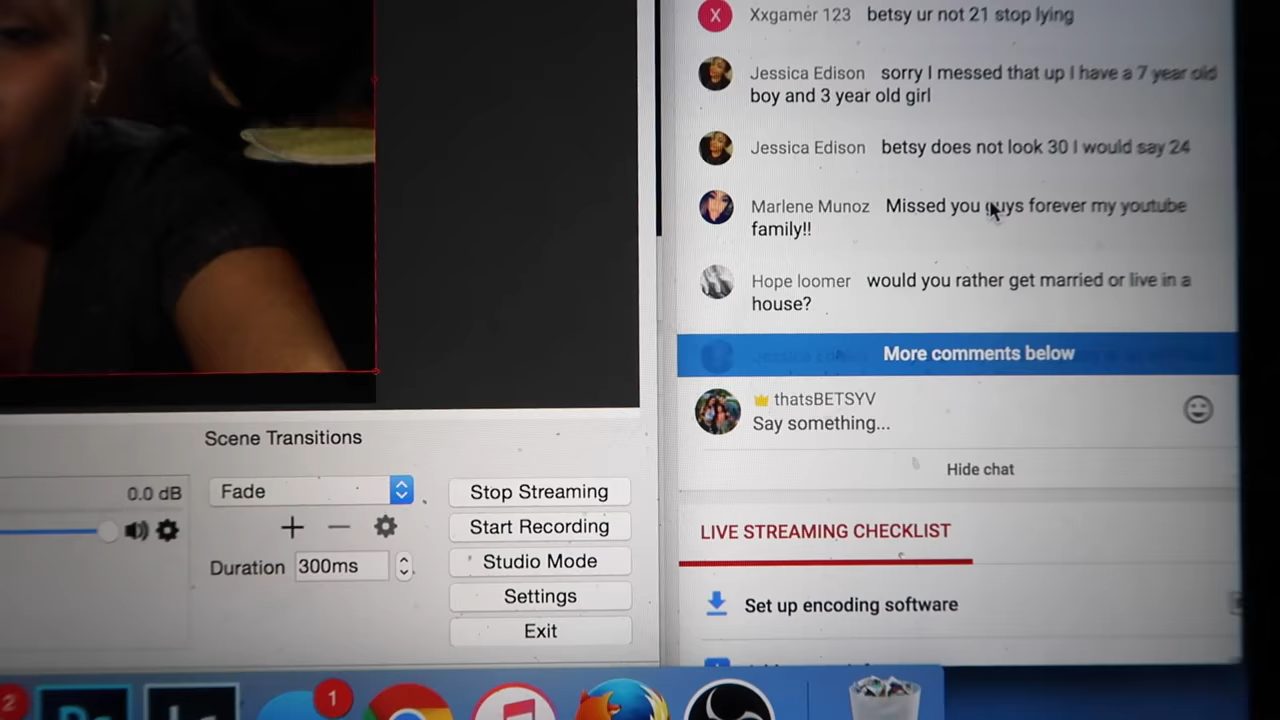 X Xxgamer 123 betsy ur not 21 stop lying
Jessica Edison sorry I messed that up I have a 7 year old
boy and 3 year old girl
Jessica Edison betsy does not look 30 I would say 24
Marlene Munoz Missed you guys forever my youtube
family!!
Hope loomer would you rather get married or live in a
house?
More comments below
thatsBETSYV
Say something...
Hide chat
LIVE STREAMING CHECKLIST
Set up encoding software
Scene Transitions
0.0 dB
Fade
Duration 300ms
Stop Streaming
Start Recording
Studio Mode
Settings
Exit
2
1